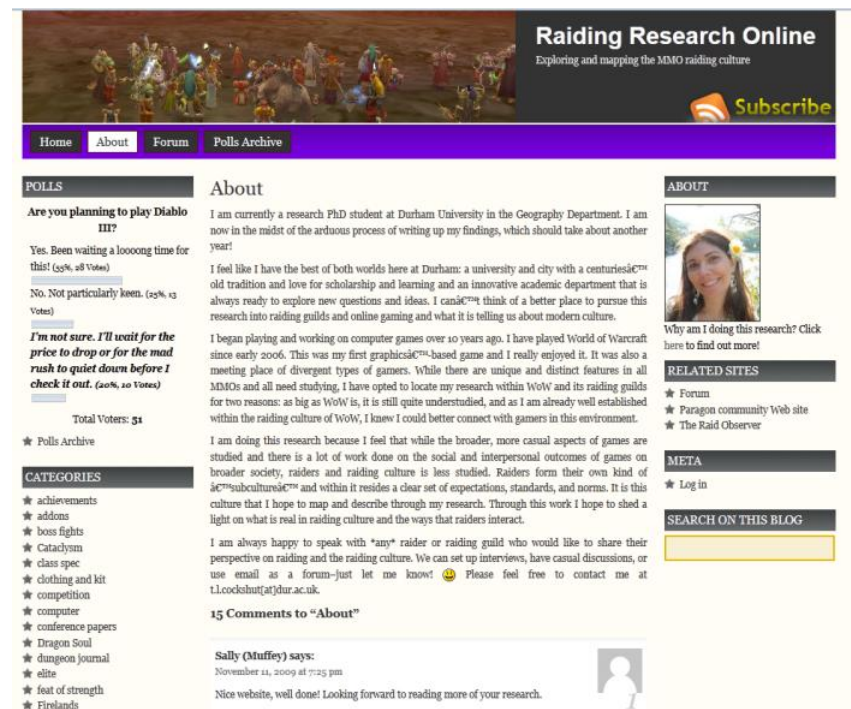 Raiding Research Online
Exploring and mapping the MMO raiding culture
Subscribe
Home
About
Forum
Polls Archive
POLLS
Are you planning to play Diablo
III?
Yes. Been waiting a loooong time for
this! (55%, 28 Votes)
No. Not particularly keen. (25%, 13
Votes)
I'm not sure. I'll wait for the
price to drop or for the mad
rush to quiet down before I
check it out. (20%, 10 Votes)
Total Voters: 51
Polls Archive
CATEGORIES
achievements
addons
boss fights
Cataclysm
class spec
clothing and kit
competition
computer
conference papers
Dragon Soul
dungeon journal
elite
feat of strength
Firelands
About
I am currently a research PhD student at Durham University in the Geography Department. I am
now in the midst of the arduous process of writing up my findings, which should take about another
year!
I feel like I have the best of both worlds here at Durham: a university and city with a centuriesâ€™
old tradition and love for scholarship and learning and an innovative academic department that is
always ready to explore new questions and ideas. I canâ€™t think of a better place to pursue this
research into raiding guilds and online gaming and what it is telling us about modern culture.
I began playing and working on computer games over 10 years ago. I have played World of Warcraft
since early 2006. This was my first graphicsâ€™-based game and I really enjoyed it. It was also a
meeting place of divergent types of gamers. While there are unique and distinct features in all
MMOs and all need studying, I have opted to locate my research within WoW and its raiding guilds
for two reasons: as big as WoW is, it is still quite understudied, and as I am already well established
within the raiding culture of WoW, I knew I could better connect with gamers in this environment.
I am doing this research because I feel that while the broader, more casual aspects of games are
studied and there is a lot of work done on the social and interpersonal outcomes of games on
broader society, raiders and raiding culture is less studied. Raiders form their own kind of
â€™subcultureâ€™ and within it resides a clear set of expectations, standards, and norms. It is this
culture that I hope to map and describe through my research. Through this work I hope to shed a
light on what is real in raiding culture and the ways that raiders interact.
I am always happy to speak with *any* raider or raiding guild who would like to share their
perspective on raiding and the raiding culture. We can set up interviews, have casual discussions, or
use email as a forum–just let me know! Please feel free to contact me at
t.l.cockshut[at]dur.ac.uk.
15 Comments to “About”
Sally (Muffey) says:
November 11, 2009 at 7:25 pm
Nice website, well done! Looking forward to reading more of your research.
1
ABOUT
Why am I doing this research? Click
here to find out more!
RELATED SITES
Forum
Paragon community Web site
The Raid Observer
META
Log in
SEARCH ON THIS BLOG